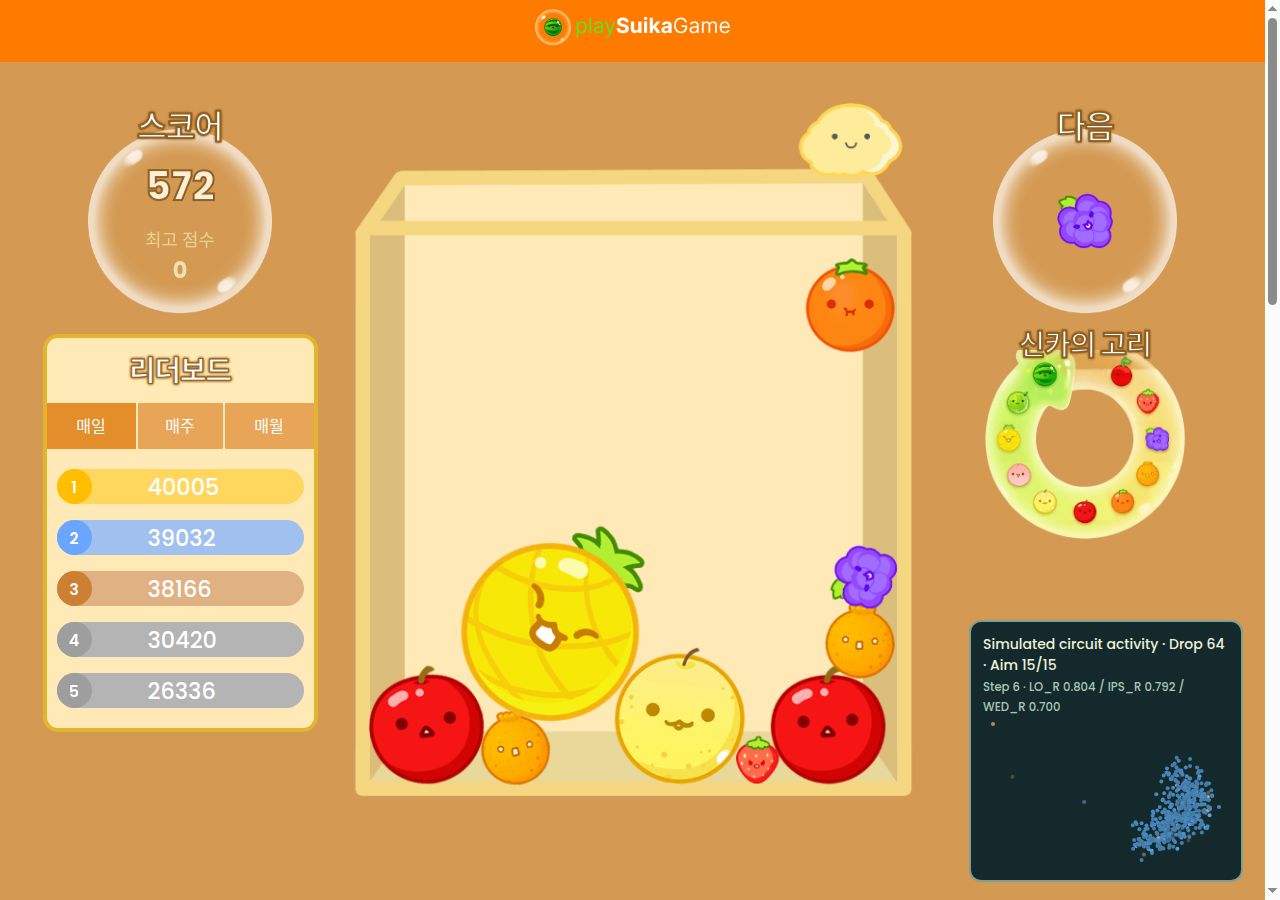 playSuikaGame
스코어
572
최고 점수
0
리더보드
매일 매주 매월
1 40005
2 39032
3 38166
4 30420
5 26336
다음
신카의 고리
Simulated circuit activity · Drop 64
· Aim 15/15
Step 6 · LO_R 0.804 / IPS_R 0.792 /
WED_R 0.700